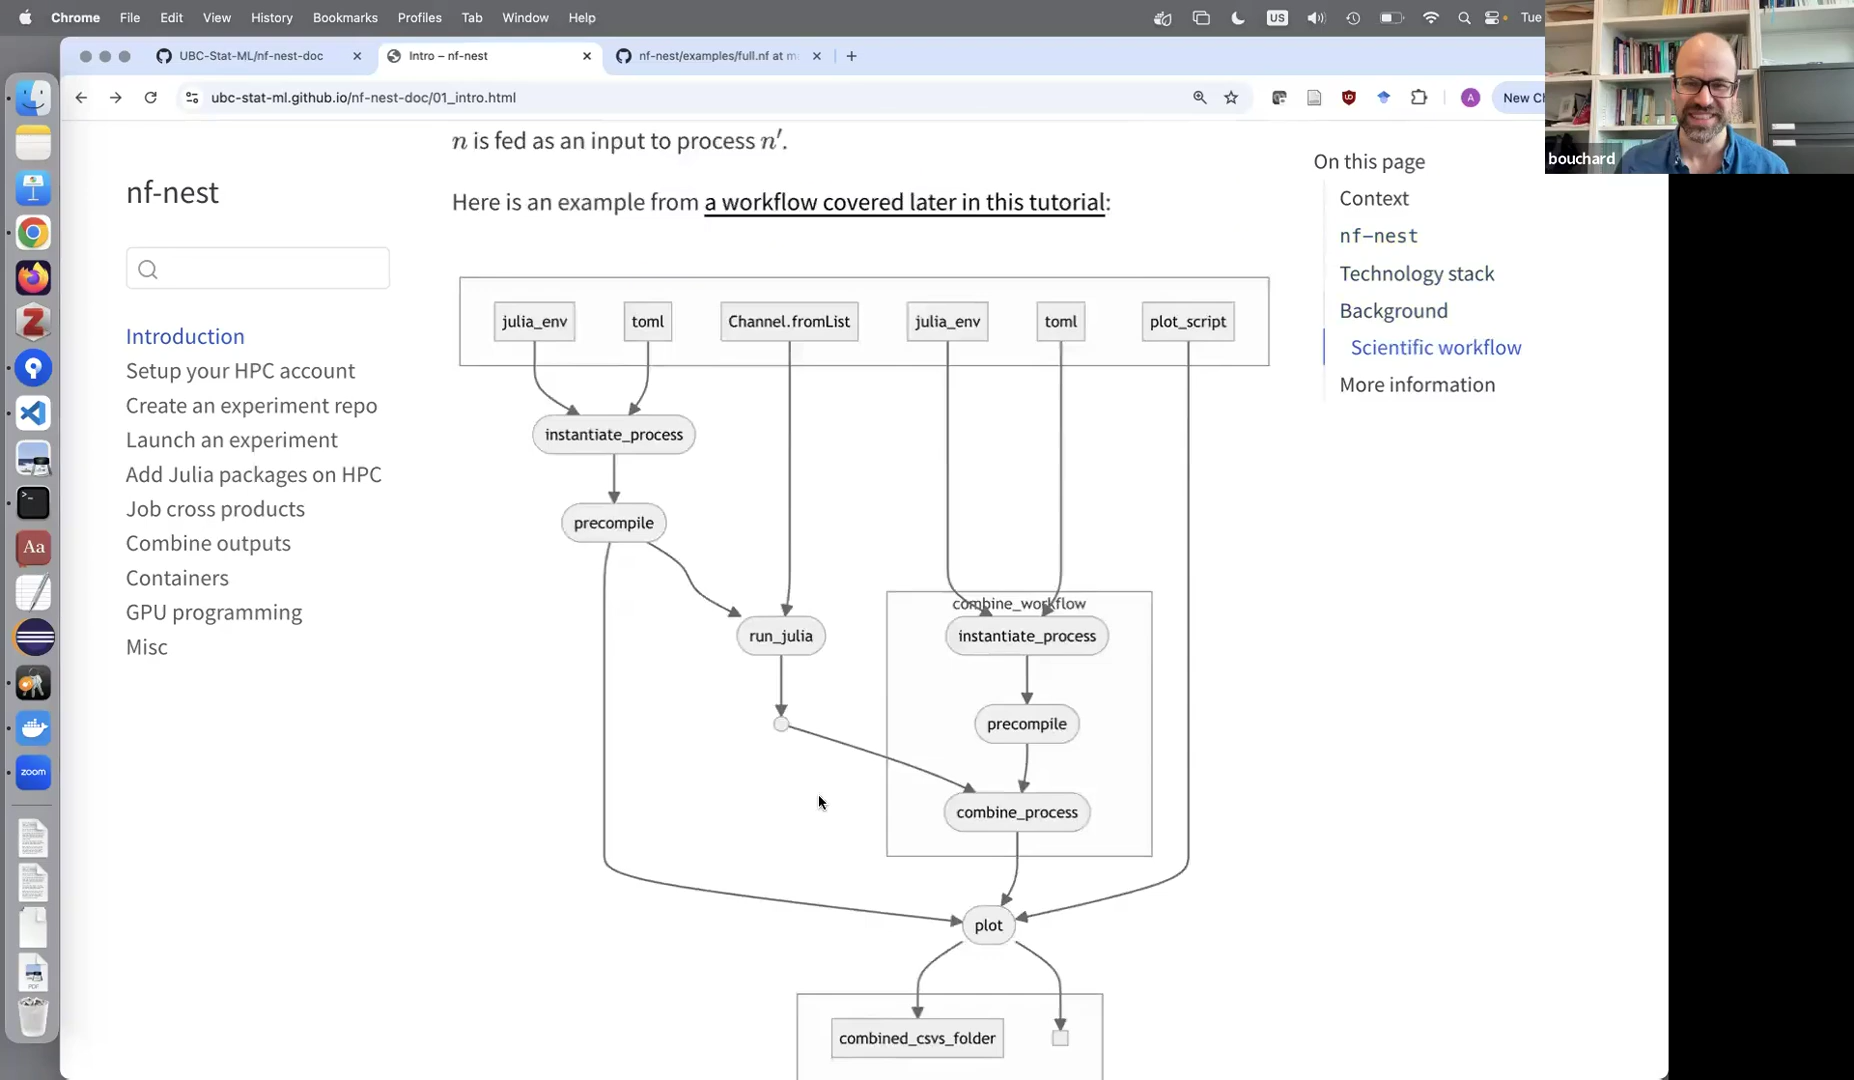 Chrome File Edit View History Bookmarks Profiles Tab Window Help
US
Tue
UBC-Stat-ML/nf-nest-doc
Intro – nf-nest
nf-nest/examples/full.nf at m
ubc-stat-ml.github.io/nf-nest-doc/01_intro.html
A
New Ch
bouchard
n is fed as an input to process n′.
Here is an example from a workflow covered later in this tutorial:
nf-nest
Introduction
Setup your HPC account
Create an experiment repo
Launch an experiment
Add Julia packages on HPC
Job cross products
Combine outputs
Containers
GPU programming
Misc
julia_env
toml
Channel.fromList
julia_env
toml
plot_script
instantiate_process
precompile
run_julia
combine_workflow
instantiate_process
precompile
combine_process
plot
combined_csvs_folder
On this page
Context
nf-nest
Technology stack
Background
Scientific workflow
More information
Z
Aa
zoom
PDF